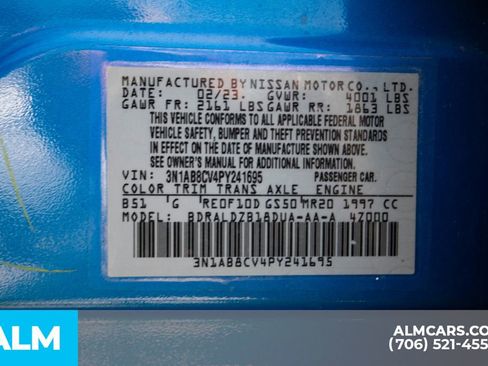 MANUFACTURED BY NISSAN MOTOR CO., LTD.
DATE: 02/23. GVWR: 4001 LBS
GAWR FR: 2161 LBS GAWR RR: 1863 LBS
THIS VEHICLE CONFORMS TO ALL APPLICABLE FEDERAL MOTOR
VEHICLE SAFETY, BUMPER AND THEFT PREVENTION STANDARDS
IN EFFECT ON THE DATE OF MANUFACTURE SHOWN ABOVE.
SEE OWNER'S MANUAL FOR ADDITIONAL INFORMATION.
VIN: 3N1AB8CV4PY241695 PASSENGER CAR.
COLOR TRIM TRANS AXLE ENGINE
B51 G RE0F10D GS50 MR20 1997 CC
MODEL: BDRALDZB18DUA-AA-A 47000
3N1AB8CV4PY241695
ALM
ALMCARS.CO
(706) 521-455